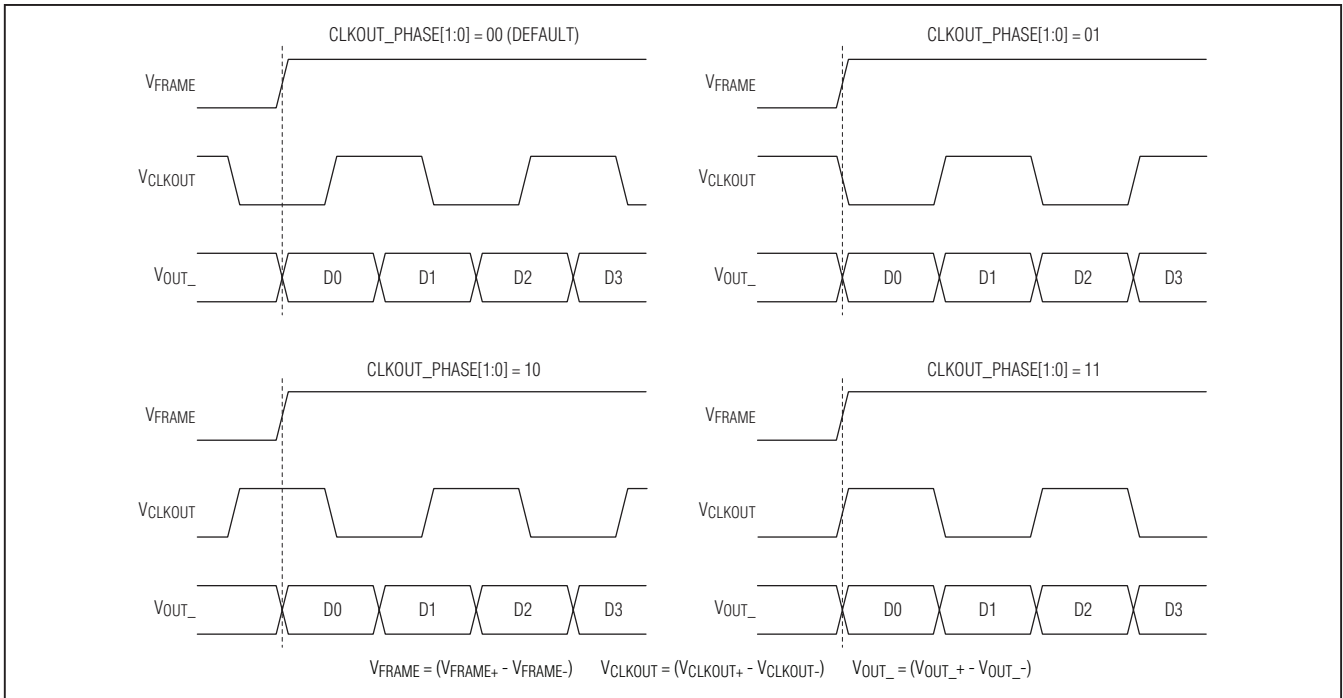 CLKOUT_PHASE[1:0] = 00 (DEFAULT)
VFRAME
VCLKOUT
VOUT_
D0 D1 D2 D3
CLKOUT_PHASE[1:0] = 01
VFRAME
VCLKOUT
VOUT_
D0 D1 D2 D3
CLKOUT_PHASE[1:0] = 10
VFRAME
VCLKOUT
VOUT_
D0 D1 D2 D3
CLKOUT_PHASE[1:0] = 11
VFRAME
VCLKOUT
VOUT_
D0 D1 D2 D3
VFRAME = (VFRAME+ - VFRAME-) VCLKOUT = (VCLKOUT+ - VCLKOUT-) VOUT_ = (VOUT_+ - VOUT_-)